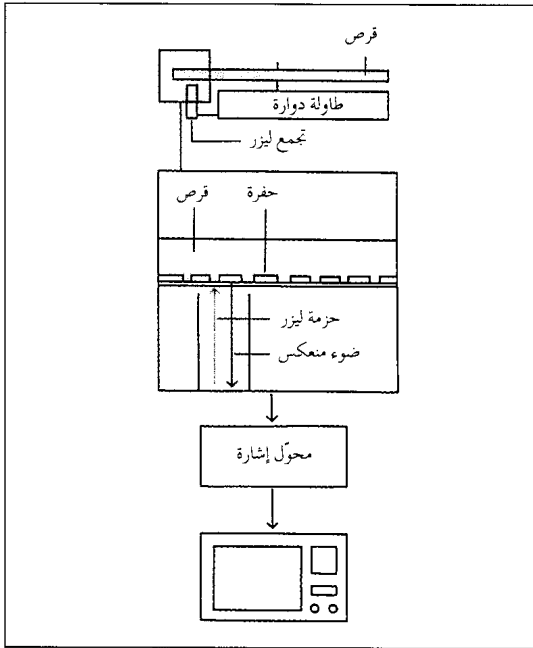 قرص
طاولة دوارة
تجمع ليزر
قرص
حفرة
حزمة ليزر
ضوء منعكس
محوّل إشارة